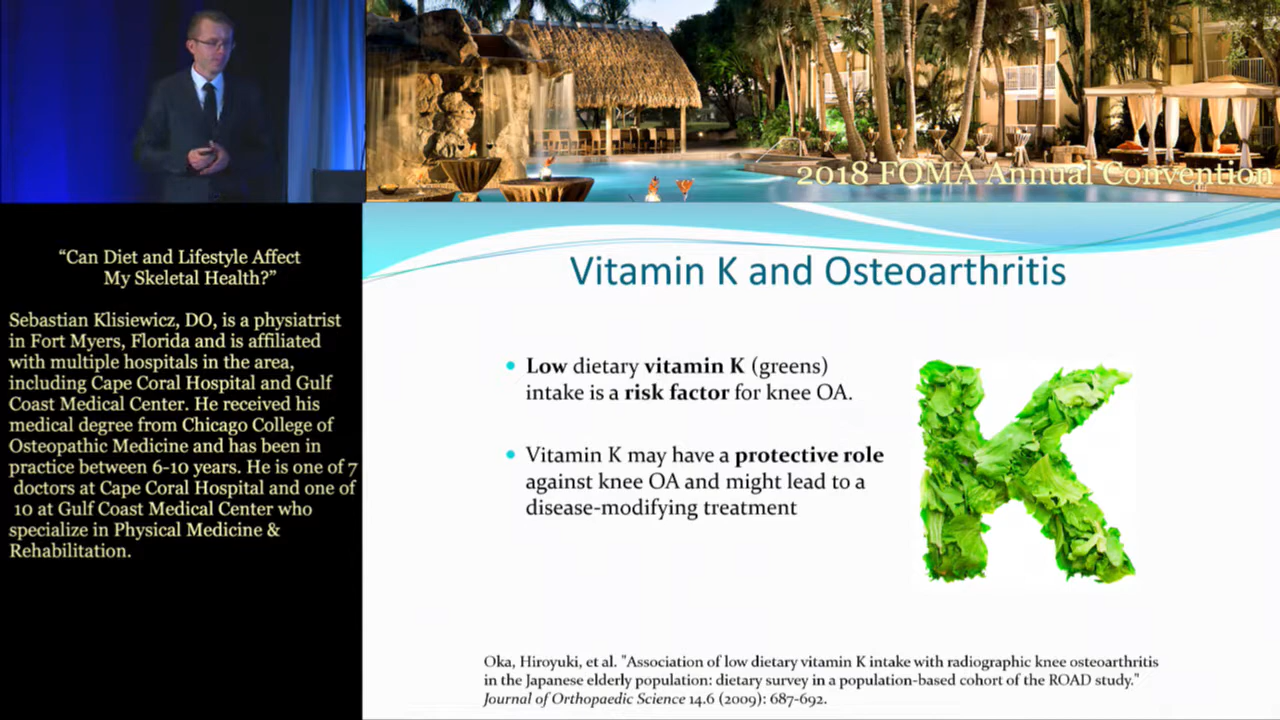 2018 FOMA Annual Convention
"Can Diet and Lifestyle Affect
My Skeletal Health?"
Sebastian Klisiewicz, DO, is a physiatrist
in Fort Myers, Florida and is affiliated
with multiple hospitals in the area,
including Cape Coral Hospital and Gulf
Coast Medical Center. He received his
medical degree from Chicago College of
Osteopathic Medicine and has been in
practice between 6-10 years. He is one of 7
doctors at Cape Coral Hospital and one of
10 at Gulf Coast Medical Center who
specialize in Physical Medicine &
Rehabilitation.
Vitamin K and Osteoarthritis
• Low dietary vitamin K (greens)
intake is a risk factor for knee OA.
• Vitamin K may have a protective role
against knee OA and might lead to a
disease-modifying treatment
K
Oka, Hiroyuki, et al. "Association of low dietary vitamin K intake with radiographic knee osteoarthritis
in the Japanese elderly population: dietary survey in a population-based cohort of the ROAD study."
Journal of Orthopaedic Science 14.6 (2009): 687-692.